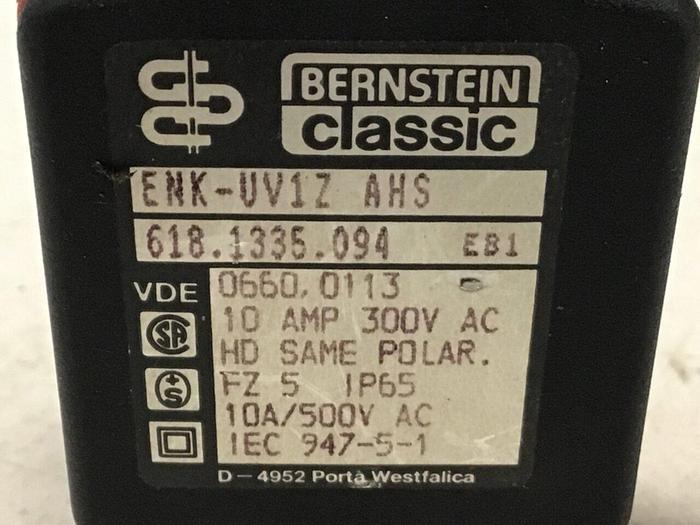 BERNSTEIN
classic
ENK-UV1Z AHS
618.1335.094 EB1
VDE 0660,0113
10 AMP 300V AC
HD SAME POLAR.
FZ 5 IP65
10A/500V AC
IEC 947-5-1
D-4952 Porta Westfalica